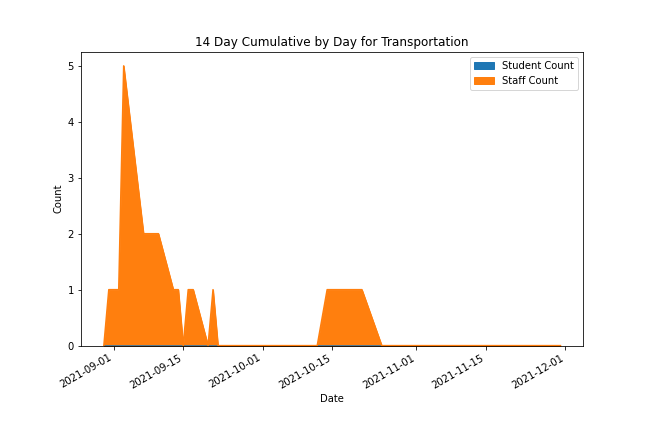 14 Day Cumulative by Day for Transportation
Student Count
Staff Count
Count
5
4
3
2
1
0
2021-09-01
2021-09-15
2021-10-01
2021-10-15
2021-11-01
2021-11-15
2021-12-01
Date